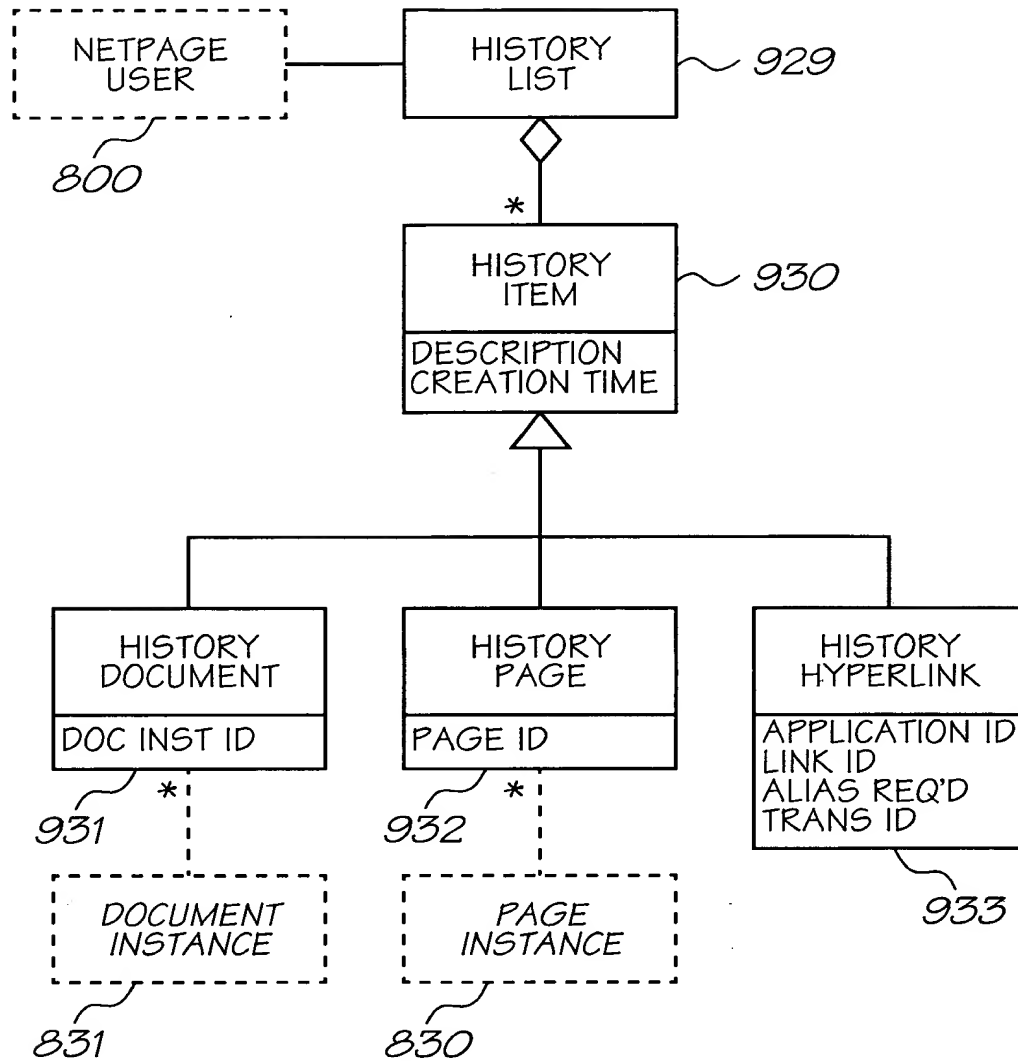 NETPAGE
USER
800
HISTORY
LIST
929
*
HISTORY
ITEM
930
DESCRIPTION
CREATION TIME
HISTORY
DOCUMENT
DOC INST ID
931
*
HISTORY
PAGE
PAGE ID
932
*
HISTORY
HYPERLINK
APPLICATION ID
LINK ID
ALIAS REQ'D
TRANS ID
933
DOCUMENT
INSTANCE
831
PAGE
INSTANCE
830